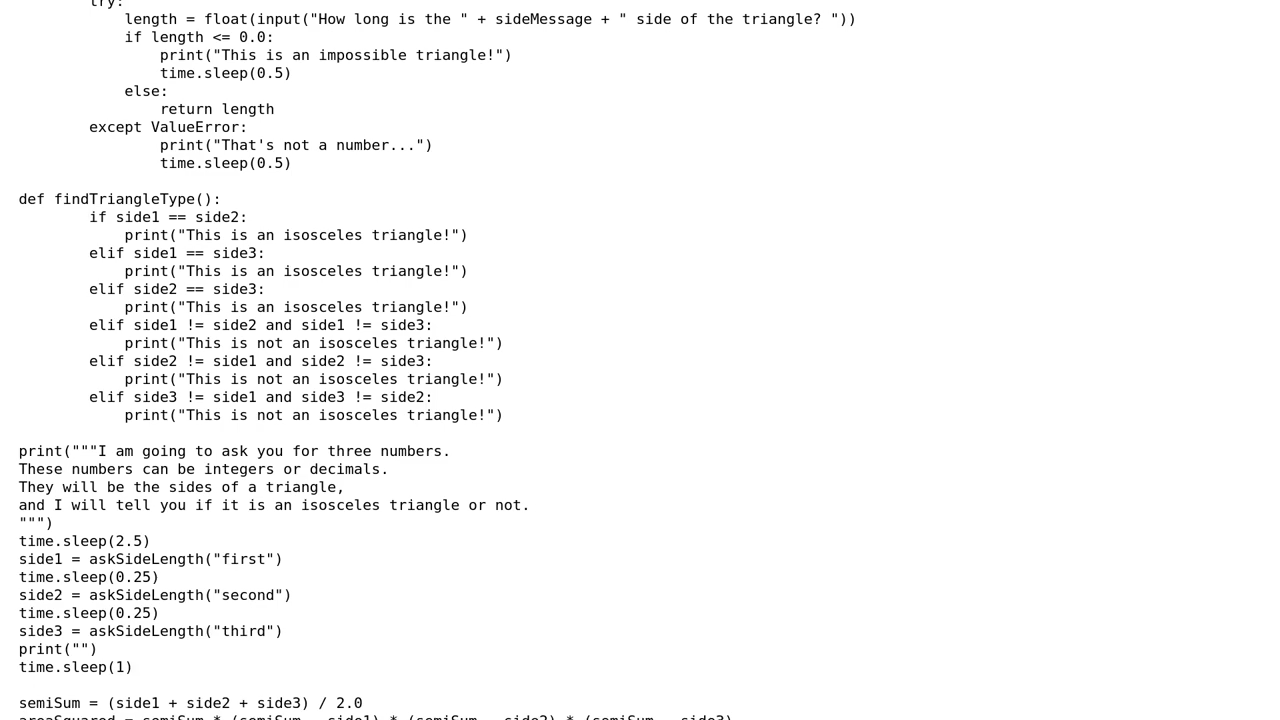 try:
            length = float(input("How long is the " + sideMessage + " side of the triangle? "))
            if length <= 0.0:
                print("This is an impossible triangle!")
                time.sleep(0.5)
            else:
                return length
        except ValueError:
                print("That's not a number...")
                time.sleep(0.5)

def findTriangleType():
        if side1 == side2:
            print("This is an isosceles triangle!")
        elif side1 == side3:
            print("This is an isosceles triangle!")
        elif side2 == side3:
            print("This is an isosceles triangle!")
        elif side1 != side2 and side1 != side3:
            print("This is not an isosceles triangle!")
        elif side2 != side1 and side2 != side3:
            print("This is not an isosceles triangle!")
        elif side3 != side1 and side3 != side2:
            print("This is not an isosceles triangle!")

print("""I am going to ask you for three numbers.
These numbers can be integers or decimals.
They will be the sides of a triangle,
and I will tell you if it is an isosceles triangle or not.
""")
time.sleep(2.5)
side1 = askSideLength("first")
time.sleep(0.25)
side2 = askSideLength("second")
time.sleep(0.25)
side3 = askSideLength("third")
print("")
time.sleep(1)

semiSum = (side1 + side2 + side3) / 2.0
areaSquared = semiSum * (semiSum - side1) * (semiSum - side2) * (semiSum - side3)